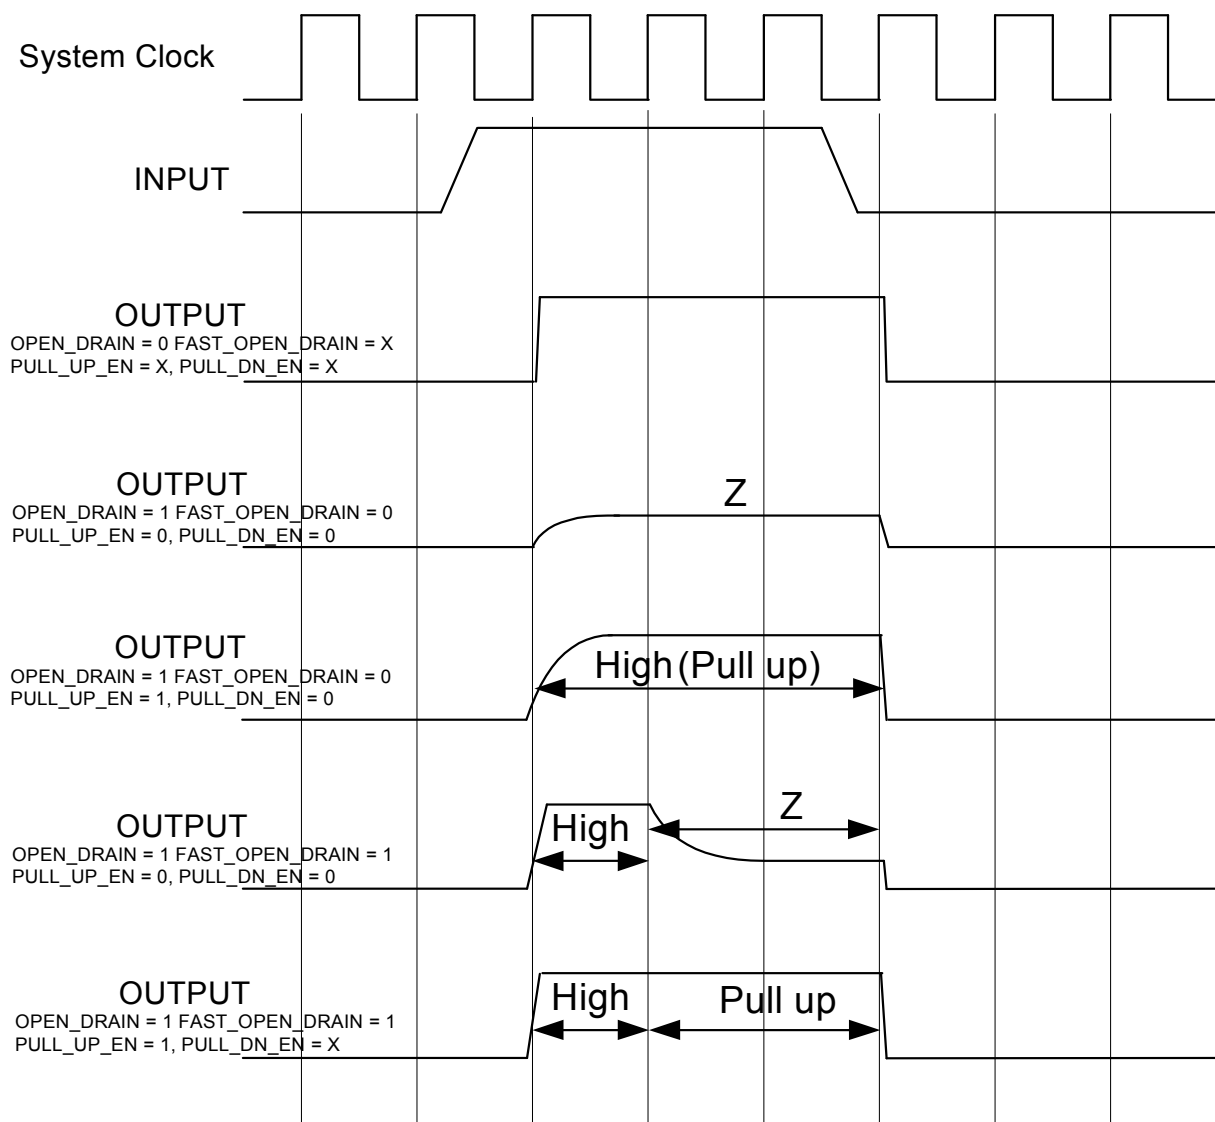 System Clock
INPUT
OUTPUT
OPEN_DRAIN = 0 FAST_OPEN_DRAIN = X
PULL_UP_EN = X, PULL_DN_EN = X
OUTPUT
OPEN_DRAIN = 1 FAST_OPEN_DRAIN = 0
PULL_UP_EN = 0, PULL_DN_EN = 0
Z
OUTPUT
OPEN_DRAIN = 1 FAST_OPEN_DRAIN = 0
PULL_UP_EN = 1, PULL_DN_EN = 0
High (Pull up)
OUTPUT
OPEN_DRAIN = 1 FAST_OPEN_DRAIN = 1
PULL_UP_EN = 0, PULL_DN_EN = 0
High
Z
OUTPUT
OPEN_DRAIN = 1 FAST_OPEN_DRAIN = 1
PULL_UP_EN = 1, PULL_DN_EN = X
High
Pull up